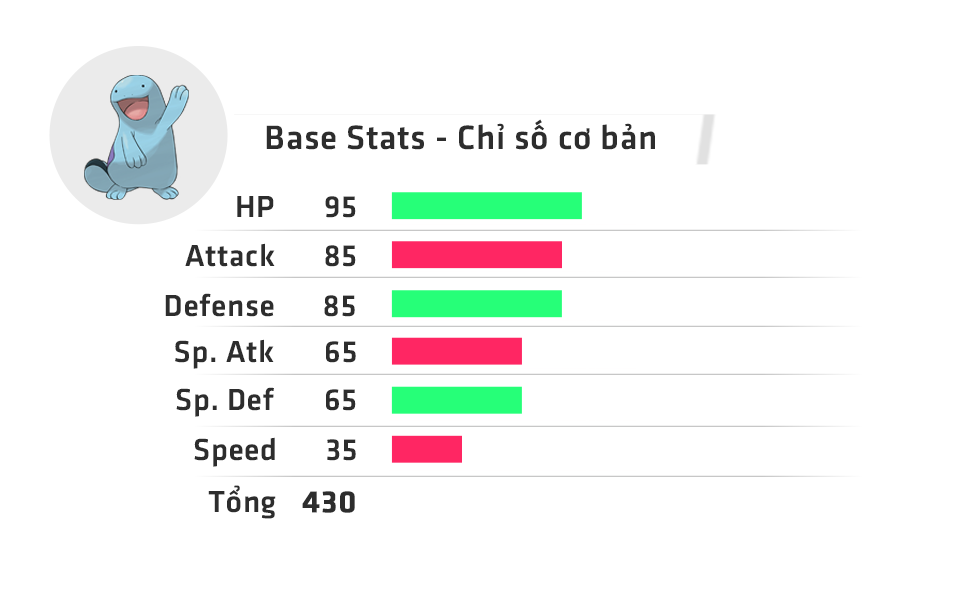 Base Stats - Chỉ số cơ bản
HP 95
Attack 85
Defense 85
Sp. Atk 65
Sp. Def 65
Speed 35
Tổng 430